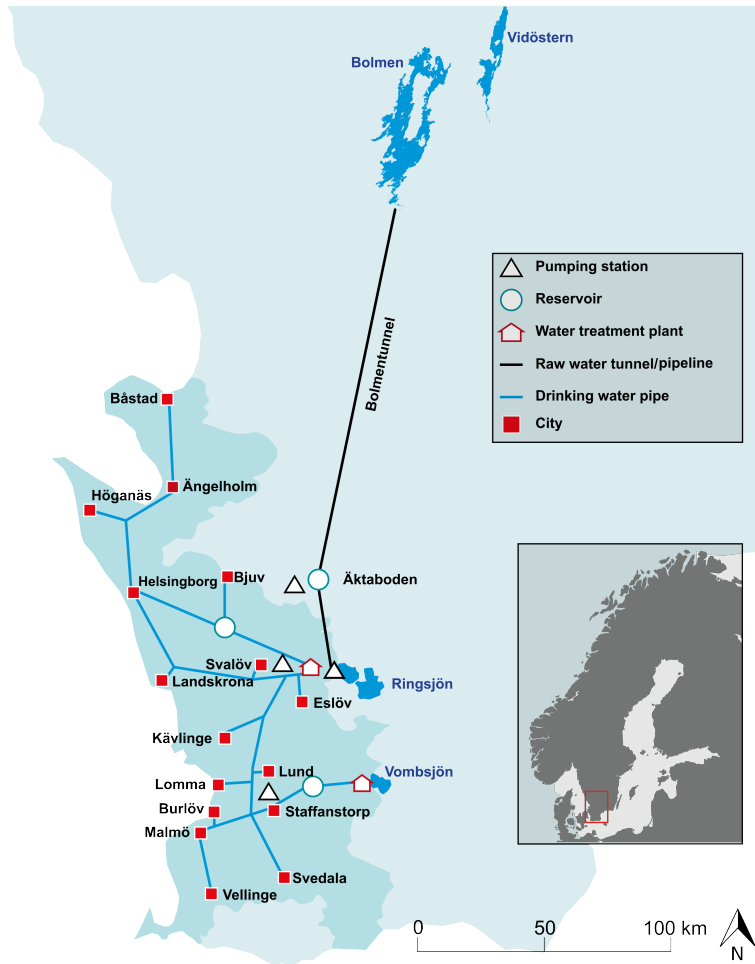 Vidöstern
Bolmen
Pumping station
Reservoir
Water treatment plant
Raw water tunnel/pipeline
Drinking water pipe
City
Bolmentunnel
Båstad
Ängelholm
Höganäs
Helsingborg
Bjuv
Äktaboden
Svalöv
Landskrona
Ringsjön
Eslöv
Kävlinge
Lund
Vombsjön
Lomma
Burlöv
Staffanstorp
Malmö
Svedala
Vellinge
0 50 100 km
N